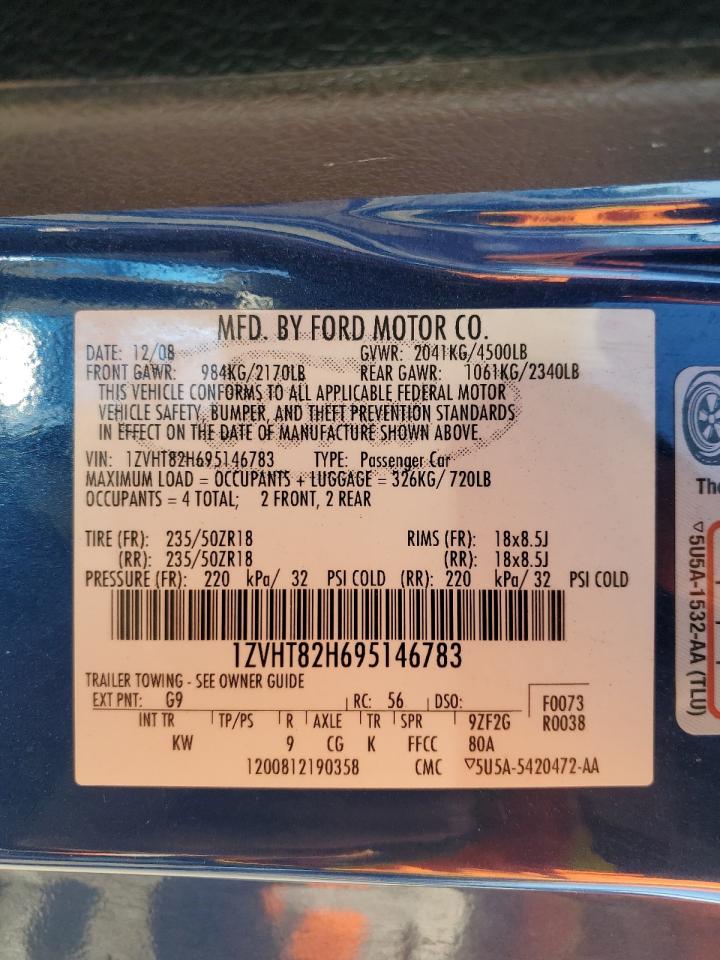 MFD. BY FORD MOTOR CO.
DATE: 12/08 GVWR: 2041KG/4500LB
FRONT GAWR: 984KG/2170LB REAR GAWR: 1061KG/2340LB
THIS VEHICLE CONFORMS TO ALL APPLICABLE FEDERAL MOTOR
VEHICLE SAFETY, BUMPER, AND THEFT PREVENTION STANDARDS
IN EFFECT ON THE DATE OF MANUFACTURE SHOWN ABOVE.
VIN: 1ZVHT82H695146783 TYPE: Passenger Car
MAXIMUM LOAD = OCCUPANTS + LUGGAGE = 326KG/ 720LB
OCCUPANTS = 4 TOTAL; 2 FRONT, 2 REAR
TIRE (FR): 235/50ZR18 RIMS (FR): 18x8.5J
(RR): 235/50ZR18 (RR): 18x8.5J
PRESSURE (FR): 220 kPa/ 32 PSI COLD (RR): 220 kPa/ 32 PSI COLD
1ZVHT82H695146783
TRAILER TOWING - SEE OWNER GUIDE
EXT PNT: G9 RC: 56 DSO: F0073
INT TR TP/PS R AXLE TR SPR 9ZF2G R0038
KW 9 CG K FFCC 80A
1200812190358 CMC ▽5U5A-5420472-AA
The
▽5U5A-1532-AA (TLU)